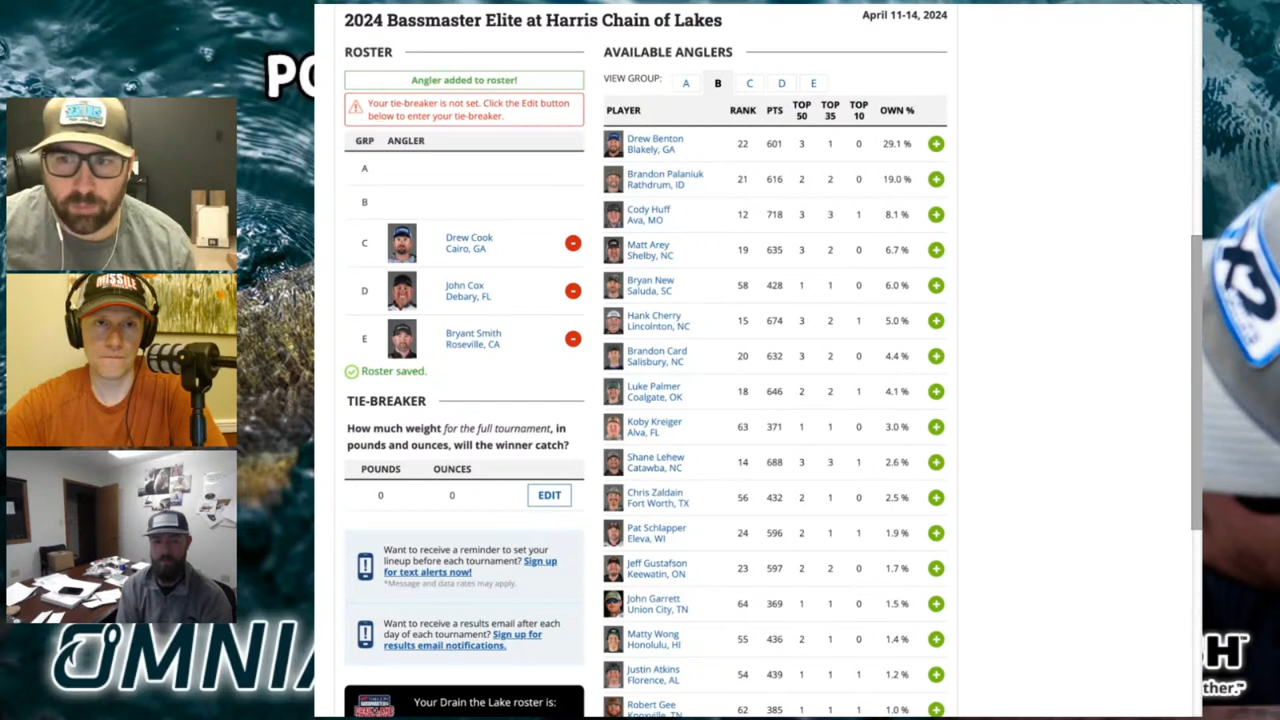 2024 Bassmaster Elite at Harris Chain of Lakes
April 11-14, 2024
ROSTER
Angler added to roster!
Your tie-breaker is not set. Click the Edit button
below to enter your tie-breaker.
GRP ANGLER
A
B
C Drew Cook
Cairo, GA
D John Cox
Debary, FL
E Bryant Smith
Roseville, CA
Roster saved.
TIE-BREAKER
How much weight for the full tournament, in
pounds and ounces, will the winner catch?
POUNDS OUNCES
0 0 EDIT
Want to receive a reminder to set your
lineup before each tournament? Sign up
for text alerts now!
*Message and data rates may apply.
Want to receive a results email after each
day of each tournament? Sign up for
results email notifications.
Your Drain the Lake roster is:
AVAILABLE ANGLERS
VIEW GROUP: A B C D E
PLAYER RANK PTS TOP 50 TOP 35 TOP 10 OWN %
Drew Benton 22 601 3 1 0 29.1 %
Blakely, GA
Brandon Palaniuk 21 616 2 2 0 19.0 %
Rathdrum, ID
Cody Huff 12 718 3 3 1 8.1 %
Ava, MO
Matt Arey 19 635 3 2 0 6.7 %
Shelby, NC
Bryan New 58 428 1 1 0 6.0 %
Saluda, SC
Hank Cherry 15 674 3 2 1 5.0 %
Lincolnton, NC
Brandon Card 20 632 3 2 0 4.4 %
Salisbury, NC
Luke Palmer 18 646 2 2 1 4.1 %
Coalgate, OK
Koby Kreiger 63 371 1 1 0 3.0 %
Alva, FL
Shane Lehew 14 688 3 3 1 2.6 %
Catawba, NC
Chris Zaldain 56 432 2 1 0 2.5 %
Fort Worth, TX
Pat Schlapper 24 596 2 1 1 1.9 %
Eleva, WI
Jeff Gustafson 23 597 2 2 0 1.7 %
Keewatin, ON
John Garrett 64 369 1 1 0 1.5 %
Union City, TN
Matty Wong 55 436 2 1 0 1.4 %
Honolulu, HI
Justin Atkins 54 439 1 1 0 1.2 %
Florence, AL
Robert Gee 62 385 1 1 0 1.0 %
Knoxville, TN
PO
MISSILE
OMNIA
H™
ther.™